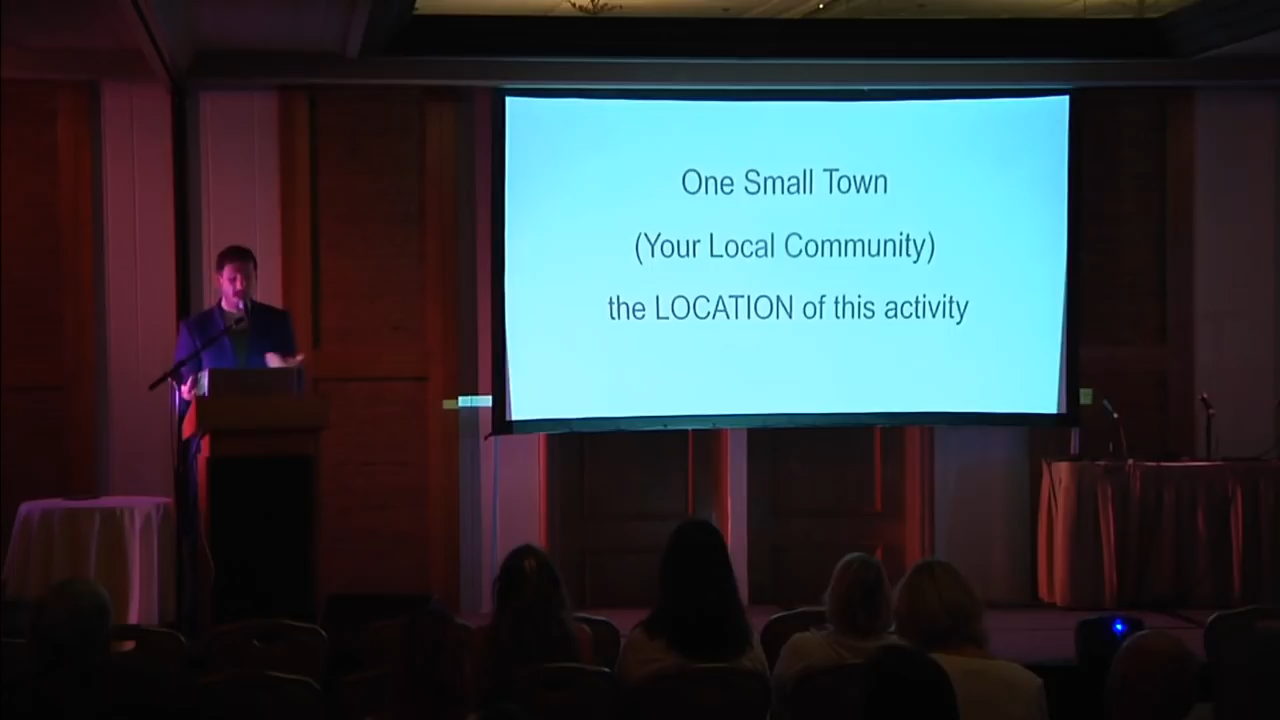 One Small Town
(Your Local Community)
the LOCATION of this activity